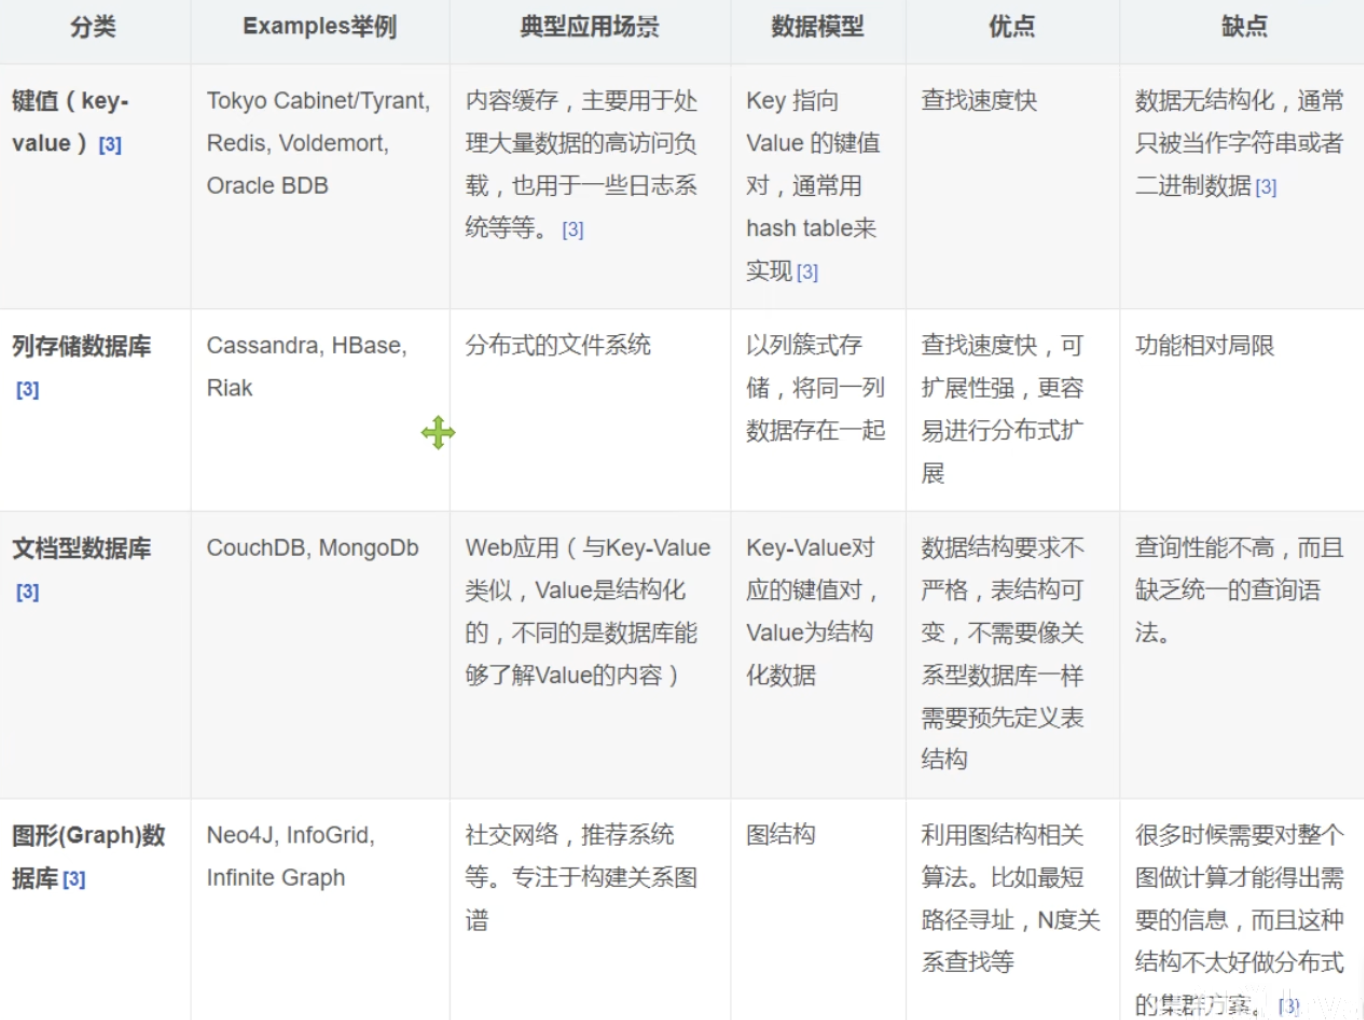 分类
Examples举例
典型应用场景
数据模型
优点
缺点
键值（key-
value）[3]
Tokyo Cabinet/Tyrant,
Redis, Voldemort,
Oracle BDB
内容缓存，主要用于处
理大量数据的高访问负
载，也用于一些日志系
统等等。[3]
Key 指向
Value 的键值
对，通常用
hash table来
实现[3]
查找速度快
数据无结构化，通常
只被当作字符串或者
二进制数据[3]
列存储数据库
[3]
Cassandra, HBase,
Riak
分布式的文件系统
以列簇式存
储，将同一列
数据存在一起
查找速度快，可
扩展性强，更容
易进行分布式扩
展
功能相对局限
文档型数据库
[3]
CouchDB, MongoDb
Web应用（与Key-Value
类似，Value是结构化
的，不同的是数据库能
够了解Value的内容）
Key-Value对
应的键值对，
Value为结构
化数据
数据结构要求不
严格，表结构可
变，不需要像关
系型数据库一样
需要预先定义表
结构
查询性能不高，而且
缺乏统一的查询语
法。
图形(Graph)数
据库[3]
Neo4J, InfoGrid,
Infinite Graph
社交网络，推荐系统
等。专注于构建关系图
谱
图结构
利用图结构相关
算法。比如最短
路径寻址，N度关
系查找等
很多时候需要对整个
图做计算才能得出需
要的信息，而且这种
结构不太好做分布式
的集群方案。[3]